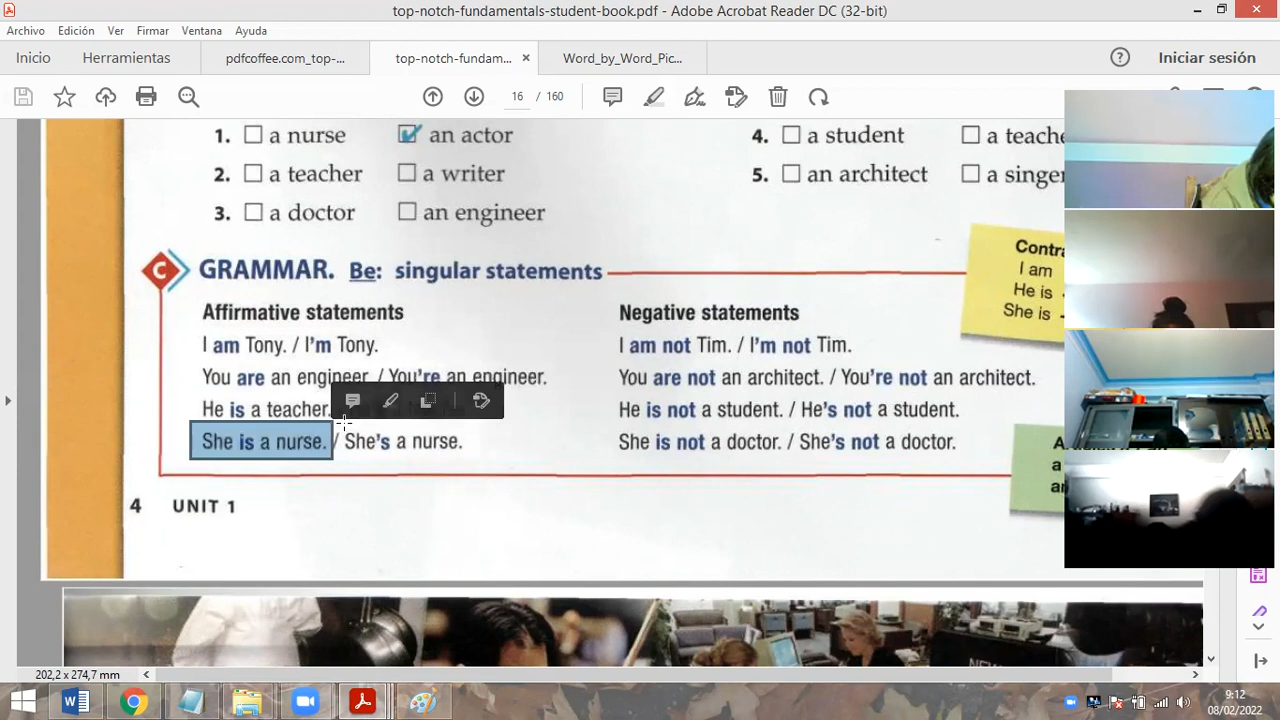 top-notch-fundamentals-student-book.pdf - Adobe Acrobat Reader DC (32-bit)
Archivo Edición Ver Firmar Ventana Ayuda
Inicio Herramientas pdfcoffee.com_top-... top-notch-fundam... × Word_by_Word_Pic... Iniciar sesión
16 / 160
1. a nurse an actor 4. a student a teache
2. a teacher a writer 5. an architect a singer
3. a doctor an engineer
C GRAMMAR. Be: singular statements
Contra
I am
He is
She is
Affirmative statements
I am Tony. / I'm Tony.
You are an engineer. / You're an engineer.
He is a teacher.
She is a nurse. / She's a nurse.
Negative statements
I am not Tim. / I'm not Tim.
You are not an architect. / You're not an architect.
He is not a student. / He's not a student.
She is not a doctor. / She's not a doctor.
4 UNIT 1
202,2 x 274,7 mm
9:12
08/02/2022